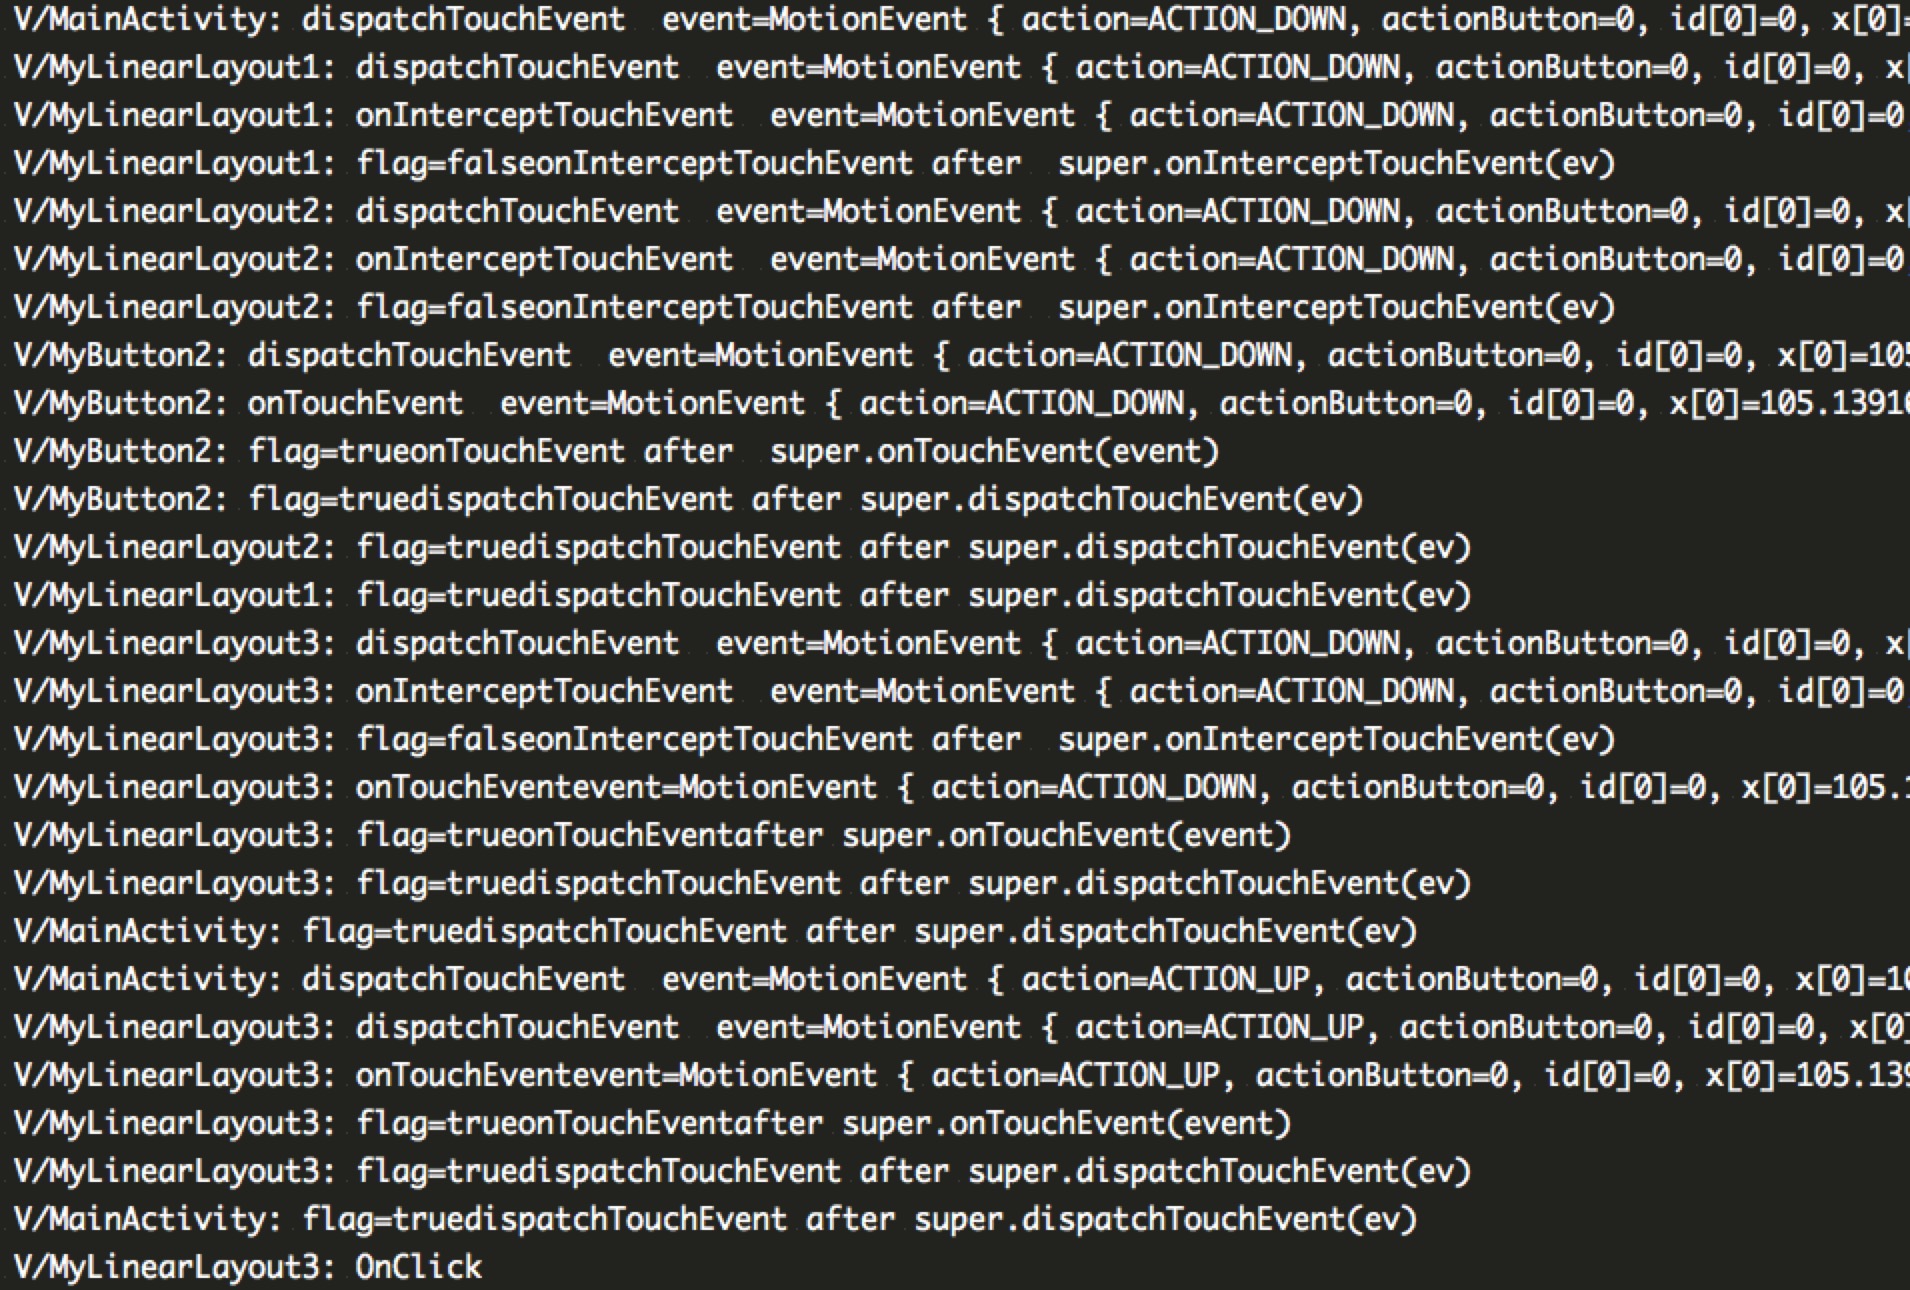 V/MainActivity: dispatchTouchEvent  event=MotionEvent { action=ACTION_DOWN, actionButton=0, id[0]=0, x[0]=
V/MyLinearLayout1: dispatchTouchEvent  event=MotionEvent { action=ACTION_DOWN, actionButton=0, id[0]=0, x[
V/MyLinearLayout1: onInterceptTouchEvent  event=MotionEvent { action=ACTION_DOWN, actionButton=0, id[0]=0
V/MyLinearLayout1: flag=falseonInterceptTouchEvent after  super.onInterceptTouchEvent(ev)
V/MyLinearLayout2: dispatchTouchEvent  event=MotionEvent { action=ACTION_DOWN, actionButton=0, id[0]=0, x[
V/MyLinearLayout2: onInterceptTouchEvent  event=MotionEvent { action=ACTION_DOWN, actionButton=0, id[0]=0
V/MyLinearLayout2: flag=falseonInterceptTouchEvent after  super.onInterceptTouchEvent(ev)
V/MyButton2: dispatchTouchEvent  event=MotionEvent { action=ACTION_DOWN, actionButton=0, id[0]=0, x[0]=105
V/MyButton2: onTouchEvent  event=MotionEvent { action=ACTION_DOWN, actionButton=0, id[0]=0, x[0]=105.13916
V/MyButton2: flag=trueonTouchEvent after  super.onTouchEvent(event)
V/MyButton2: flag=truedispatchTouchEvent after super.dispatchTouchEvent(ev)
V/MyLinearLayout2: flag=truedispatchTouchEvent after super.dispatchTouchEvent(ev)
V/MyLinearLayout1: flag=truedispatchTouchEvent after super.dispatchTouchEvent(ev)
V/MyLinearLayout3: dispatchTouchEvent  event=MotionEvent { action=ACTION_DOWN, actionButton=0, id[0]=0, x[
V/MyLinearLayout3: onInterceptTouchEvent  event=MotionEvent { action=ACTION_DOWN, actionButton=0, id[0]=0
V/MyLinearLayout3: flag=falseonInterceptTouchEvent after  super.onInterceptTouchEvent(ev)
V/MyLinearLayout3: onTouchEventevent=MotionEvent { action=ACTION_DOWN, actionButton=0, id[0]=0, x[0]=105.1
V/MyLinearLayout3: flag=trueonTouchEventafter super.onTouchEvent(event)
V/MyLinearLayout3: flag=truedispatchTouchEvent after super.dispatchTouchEvent(ev)
V/MainActivity: flag=truedispatchTouchEvent after super.dispatchTouchEvent(ev)
V/MainActivity: dispatchTouchEvent  event=MotionEvent { action=ACTION_UP, actionButton=0, id[0]=0, x[0]=10
V/MyLinearLayout3: dispatchTouchEvent  event=MotionEvent { action=ACTION_UP, actionButton=0, id[0]=0, x[0]
V/MyLinearLayout3: onTouchEventevent=MotionEvent { action=ACTION_UP, actionButton=0, id[0]=0, x[0]=105.139
V/MyLinearLayout3: flag=trueonTouchEventafter super.onTouchEvent(event)
V/MyLinearLayout3: flag=truedispatchTouchEvent after super.dispatchTouchEvent(ev)
V/MainActivity: flag=truedispatchTouchEvent after super.dispatchTouchEvent(ev)
V/MyLinearLayout3: OnClick